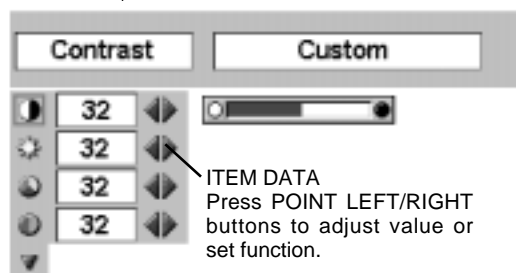 Contrast Custom
32
32
32
32
ITEM DATA
Press POINT LEFT/RIGHT
buttons to adjust value or
set function.